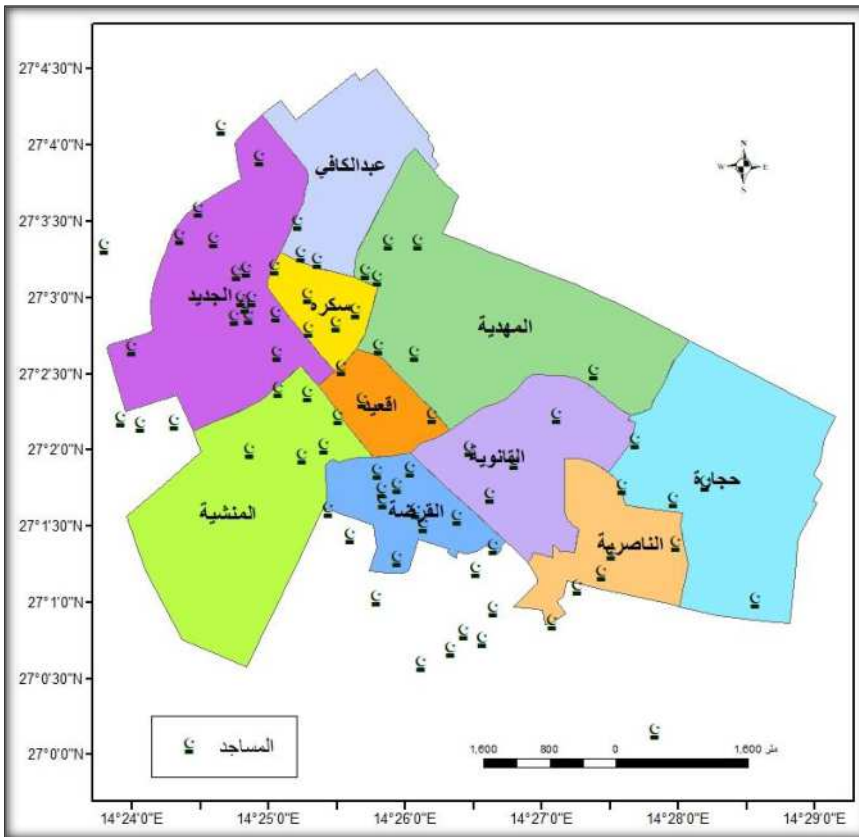 27°4'30"N
27°4'0"N
27°3'30"N
27°3'0"N
27°2'30"N
27°2'0"N
27°1'30"N
27°1'0"N
27°0'30"N
27°0'0"N
N
W E
S
عبدالكافي
الجديد
سكره
المهدية
اقعيد
القانوية
حجارة
المنشية
القرضة
الناصرية
المساجد
1,600 800 0 1,600 متر
14°24'0"E 14°25'0"E 14°26'0"E 14°27'0"E 14°28'0"E 14°29'0"E